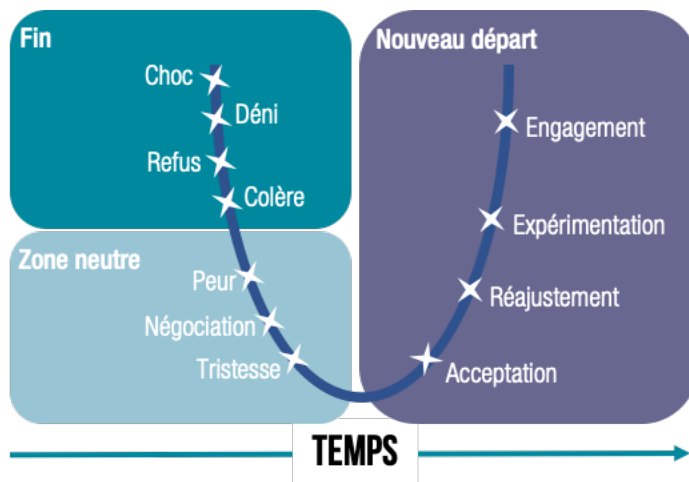 Fin
Choc
Déni
Refus
Colère
Zone neutre
Peur
Négociation
Tristesse
Nouveau départ
Engagement
Expérimentation
Réajustement
Acceptation
TEMPS